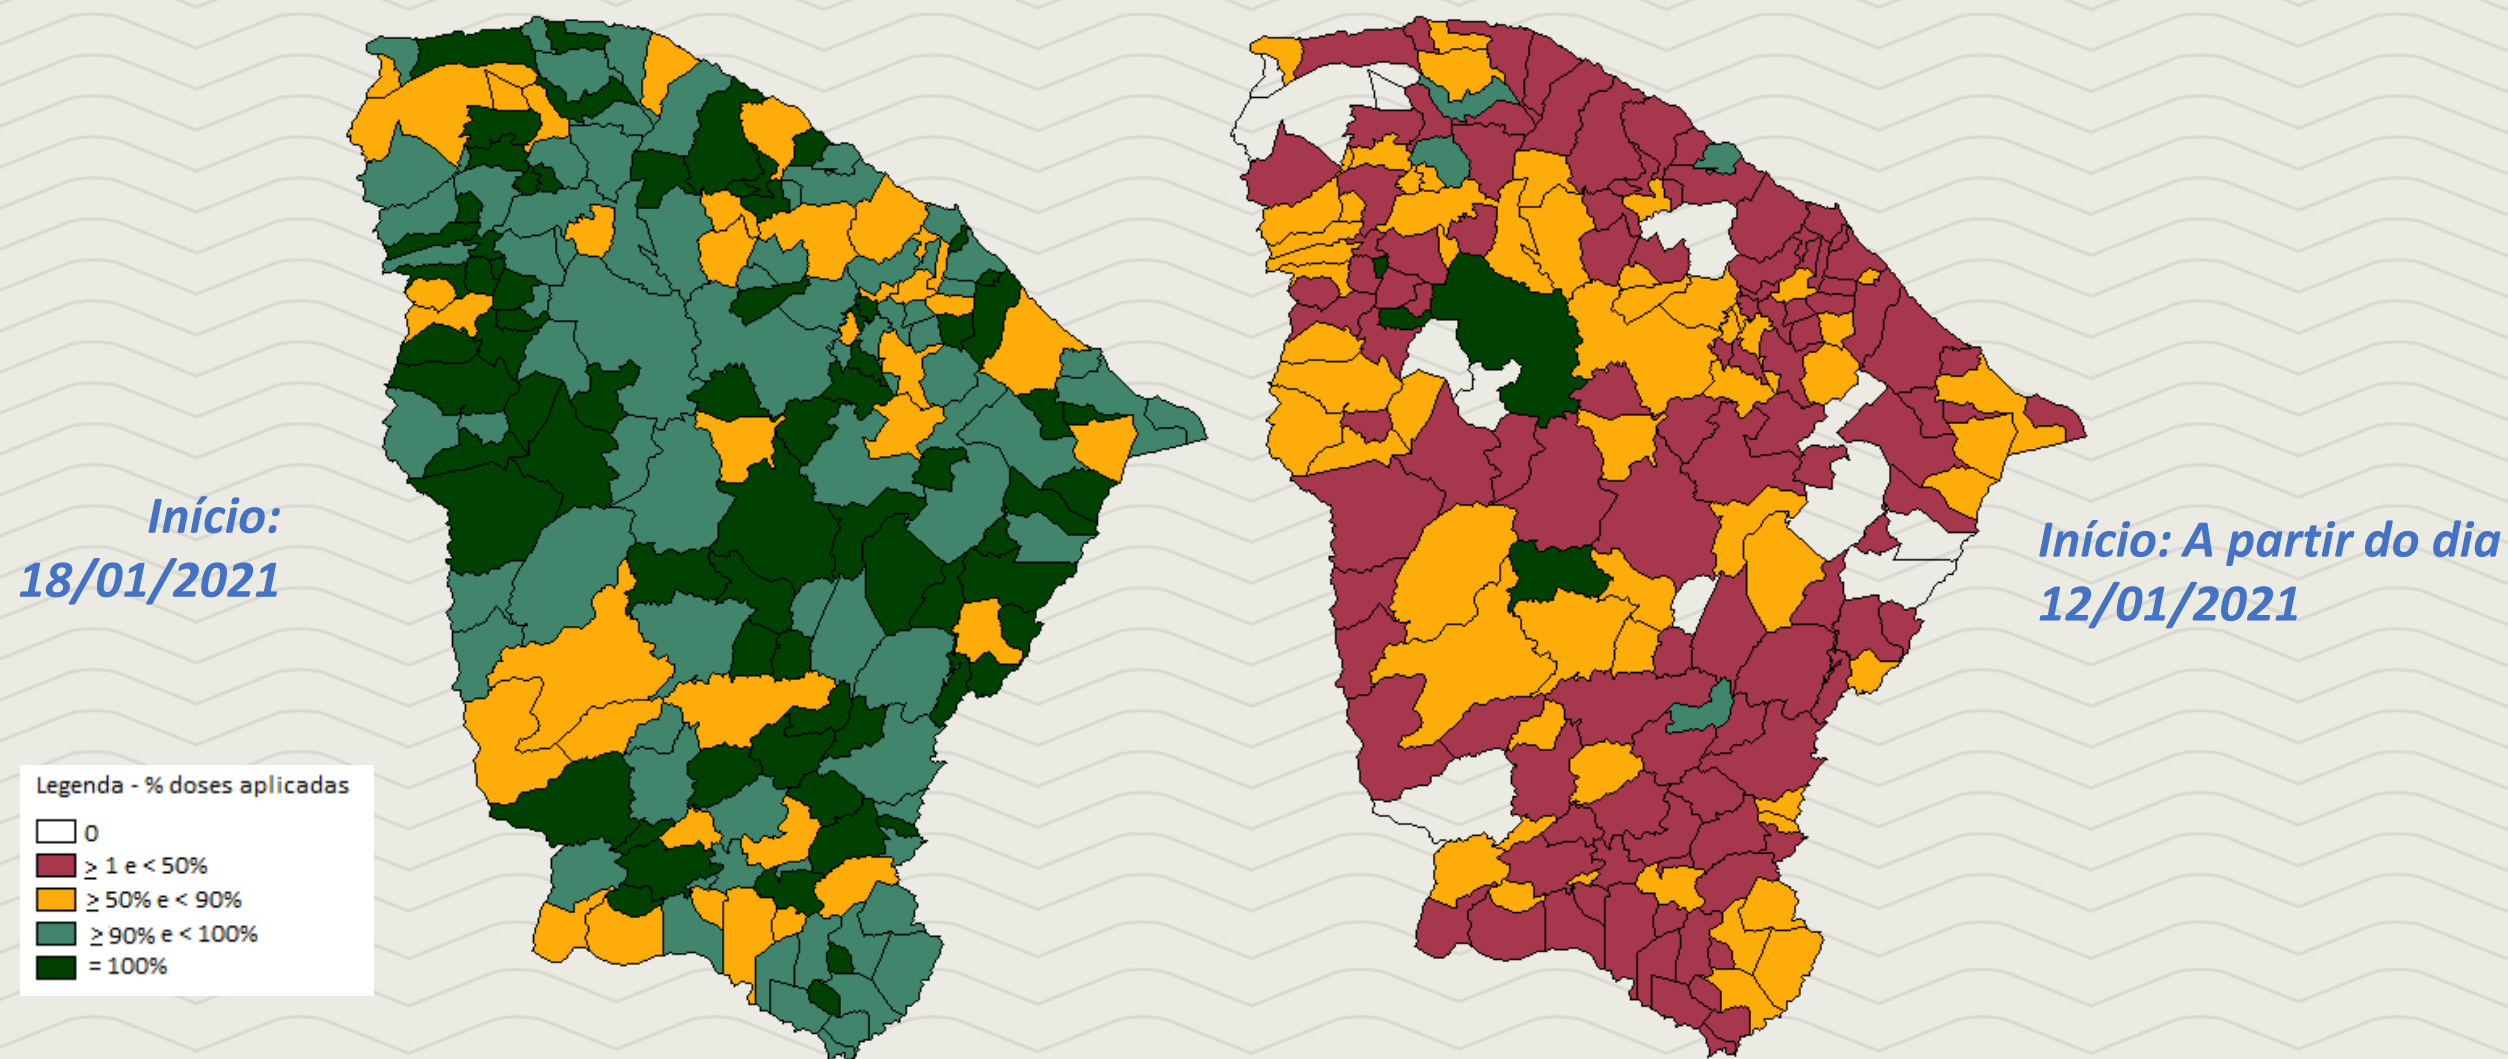 Início:
18/01/2021
Início: A partir do dia
12/01/2021
Legenda - % doses aplicadas
0
≥ 1 e < 50%
≥ 50% e < 90%
≥ 90% e < 100%
= 100%